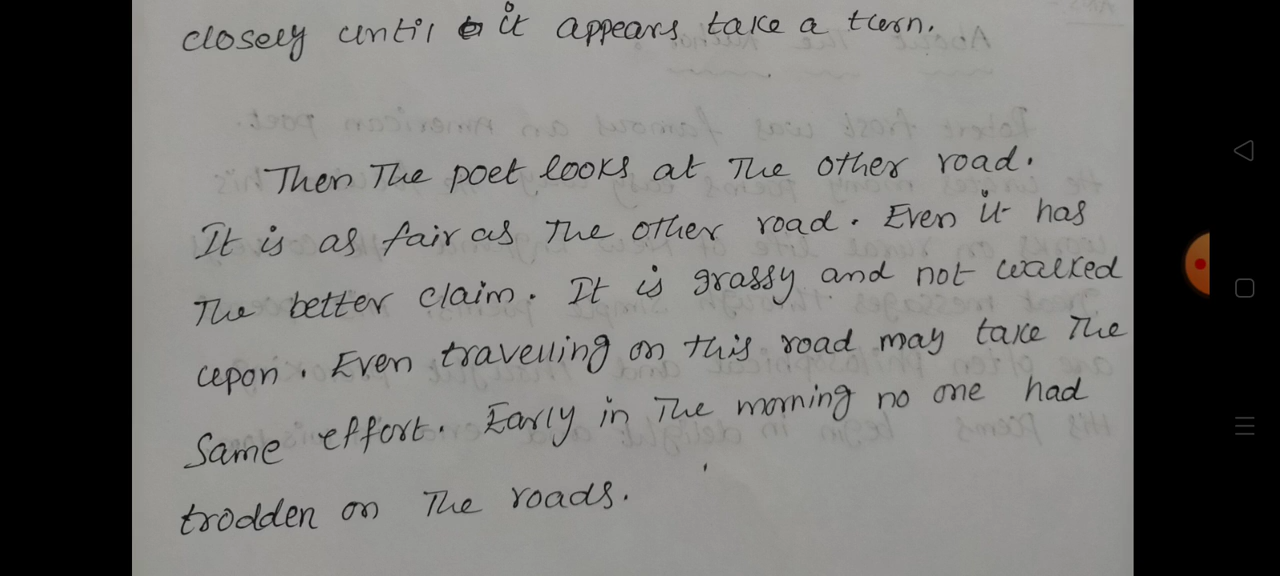 closely until it appears take a turn.
Then The poet looks at The other road.
It is as fair as The other road. Even it has
The better claim. It is grassy and not walked
upon. Even travelling on this road may take The
Same effort. Early in The morning no one had
trodden on The roads.